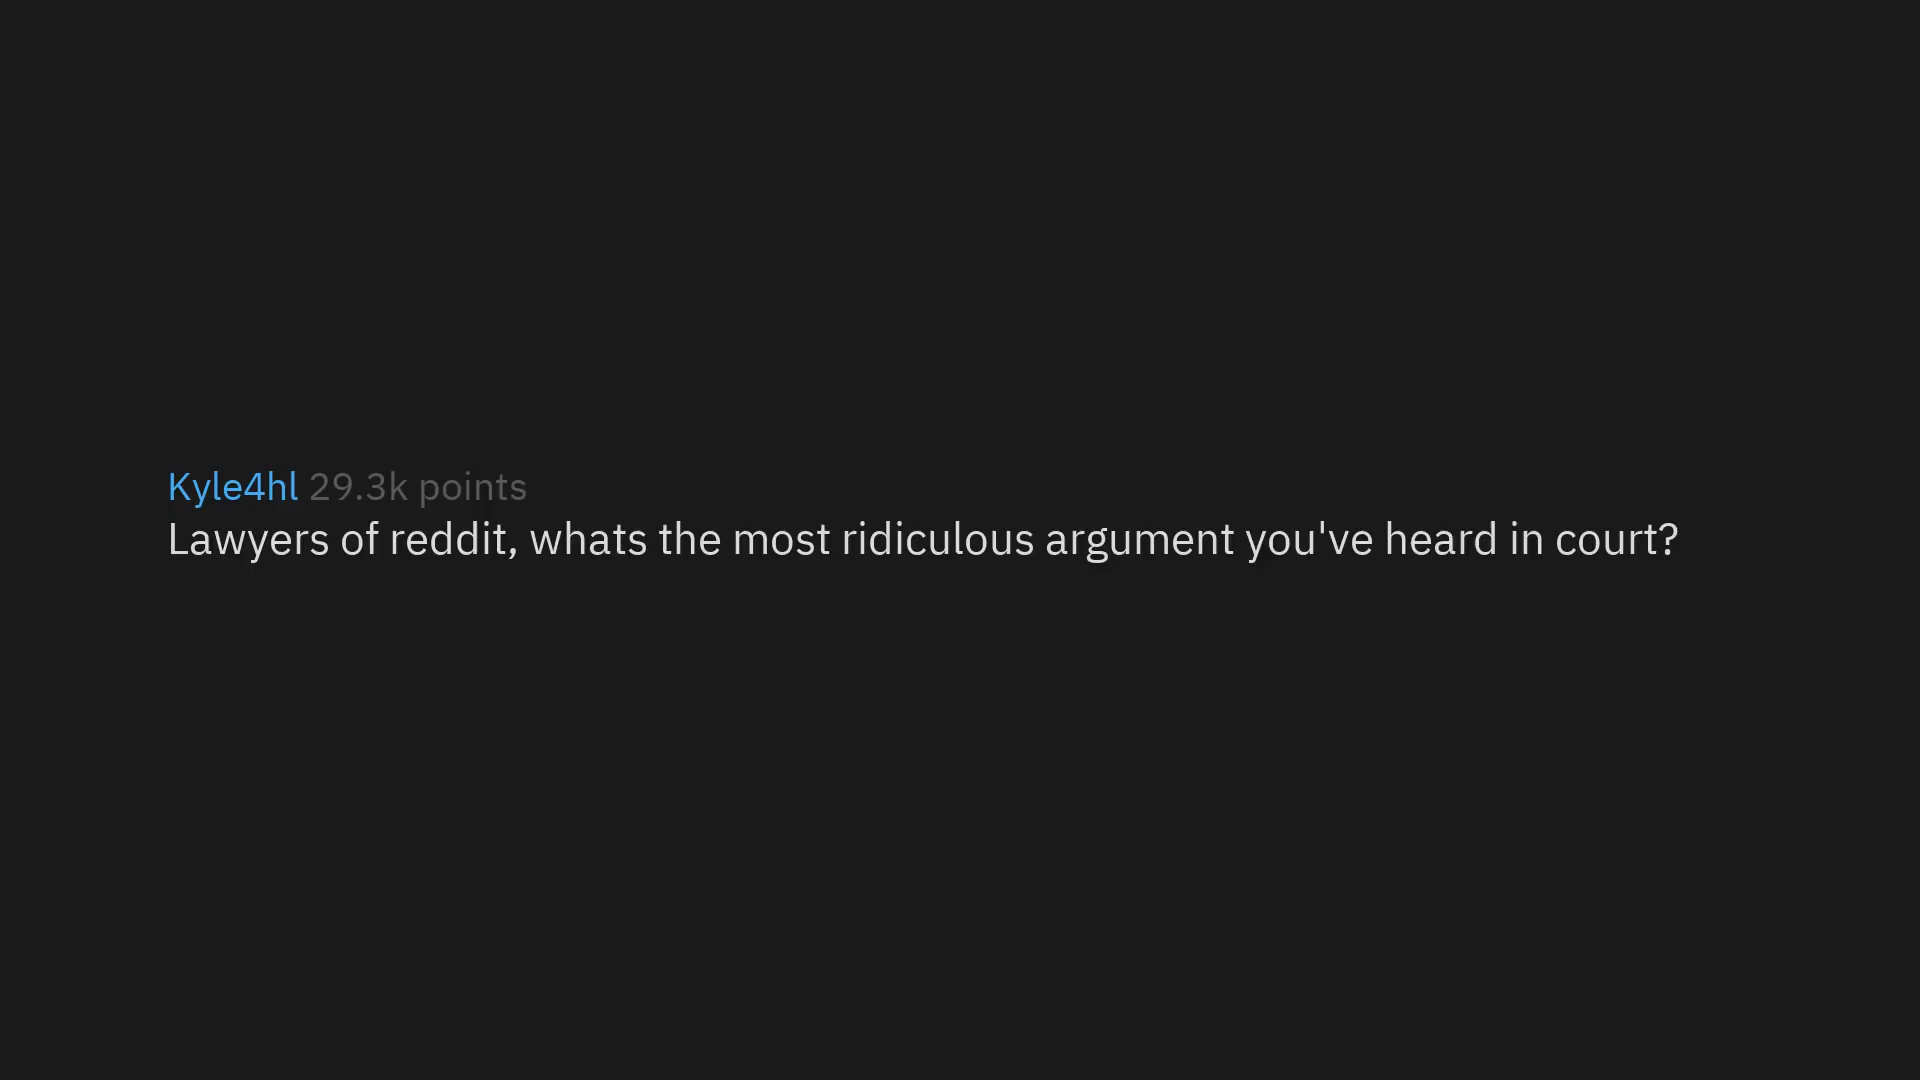 Kyle4hl 29.3k points
Lawyers of reddit, whats the most ridiculous argument you've heard in court?